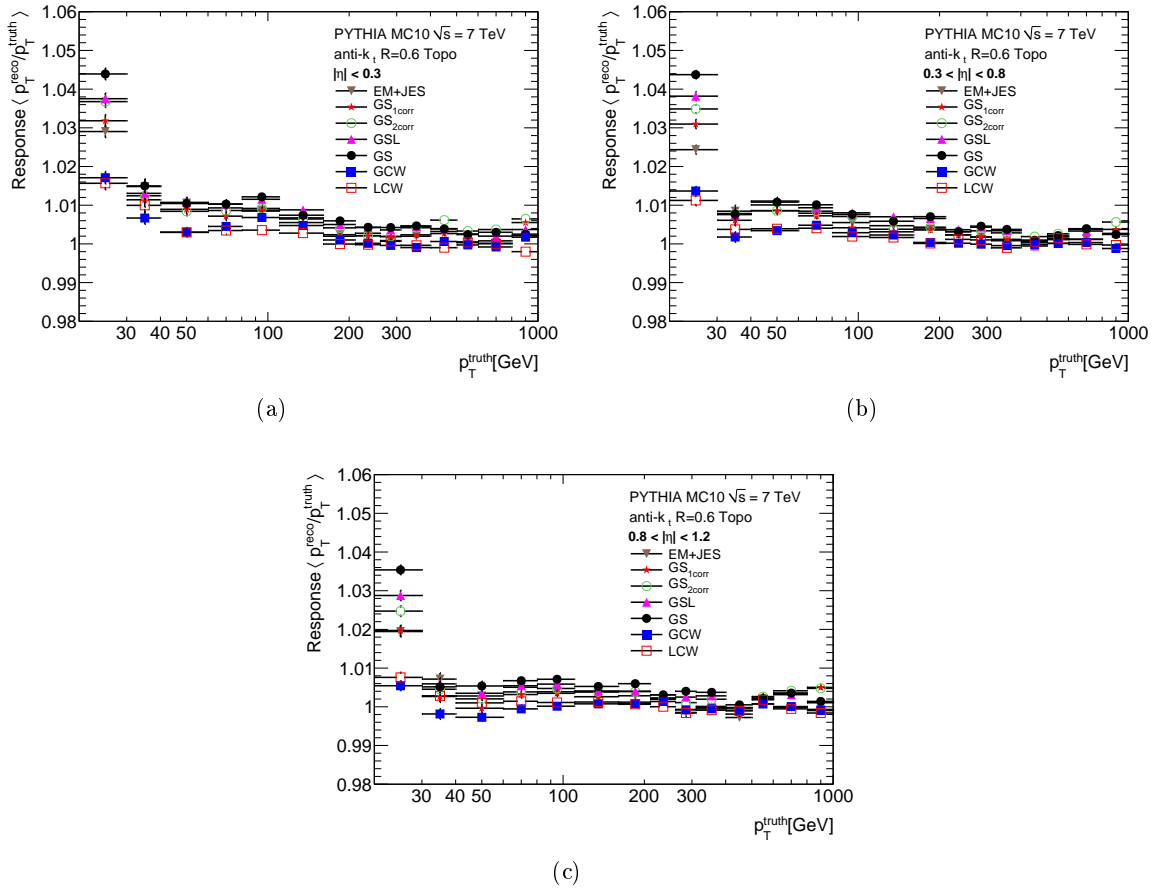 Response ⟨ p_T^reco/p_T^truth ⟩
1.06
1.05
1.04
1.03
1.02
1.01
1
0.99
0.98
PYTHIA MC10 √s = 7 TeV
anti-k_t R=0.6 Topo
|η| < 0.3
EM+JES
GS_1corr
GS_2corr
GSL
GS
GCW
LCW
30 40 50 100 200 300 1000
p_T^truth[GeV]
(a)
Response ⟨ p_T^reco/p_T^truth ⟩
1.06
1.05
1.04
1.03
1.02
1.01
1
0.99
0.98
PYTHIA MC10 √s = 7 TeV
anti-k_t R=0.6 Topo
0.3 < |η| < 0.8
EM+JES
GS_1corr
GS_2corr
GSL
GS
GCW
LCW
30 40 50 100 200 300 1000
p_T^truth[GeV]
(b)
Response ⟨ p_T^reco/p_T^truth ⟩
1.06
1.05
1.04
1.03
1.02
1.01
1
0.99
0.98
PYTHIA MC10 √s = 7 TeV
anti-k_t R=0.6 Topo
0.8 < |η| < 1.2
EM+JES
GS_1corr
GS_2corr
GSL
GS
GCW
LCW
30 40 50 100 200 300 1000
p_T^truth[GeV]
(c)